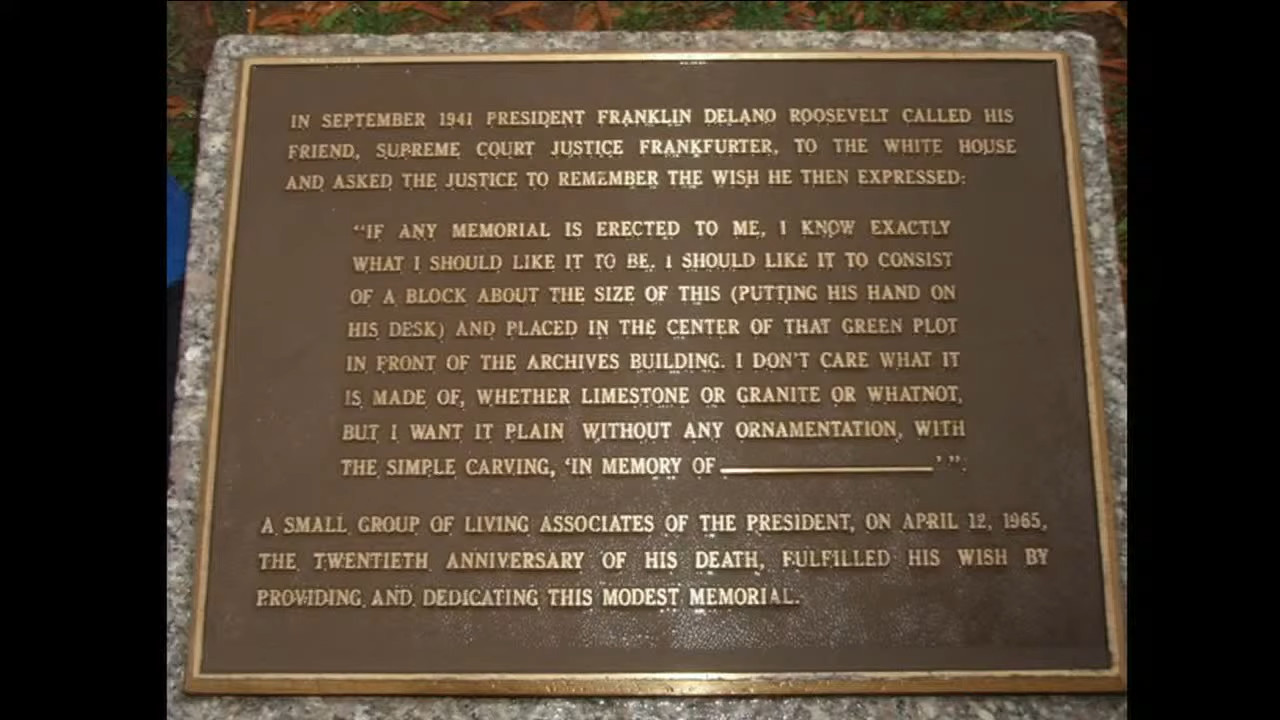 IN SEPTEMBER 1941 PRESIDENT FRANKLIN DELANO ROOSEVELT CALLED HIS
FRIEND, SUPREME COURT JUSTICE FRANKFURTER, TO THE WHITE HOUSE
AND ASKED THE JUSTICE TO REMEMBER THE WISH HE THEN EXPRESSED:
“IF ANY MEMORIAL IS ERECTED TO ME, I KNOW EXACTLY
WHAT I SHOULD LIKE IT TO BE. I SHOULD LIKE IT TO CONSIST
OF A BLOCK ABOUT THE SIZE OF THIS (PUTTING HIS HAND ON
HIS DESK) AND PLACED IN THE CENTER OF THAT GREEN PLOT
IN FRONT OF THE ARCHIVES BUILDING. I DON'T CARE WHAT IT
IS MADE OF, WHETHER LIMESTONE OR GRANITE OR WHATNOT,
BUT I WANT IT PLAIN WITHOUT ANY ORNAMENTATION, WITH
THE SIMPLE CARVING, ‘IN MEMORY OF ________’ ”.
A SMALL GROUP OF LIVING ASSOCIATES OF THE PRESIDENT, ON APRIL 12, 1965,
THE TWENTIETH ANNIVERSARY OF HIS DEATH, FULFILLED HIS WISH BY
PROVIDING AND DEDICATING THIS MODEST MEMORIAL.